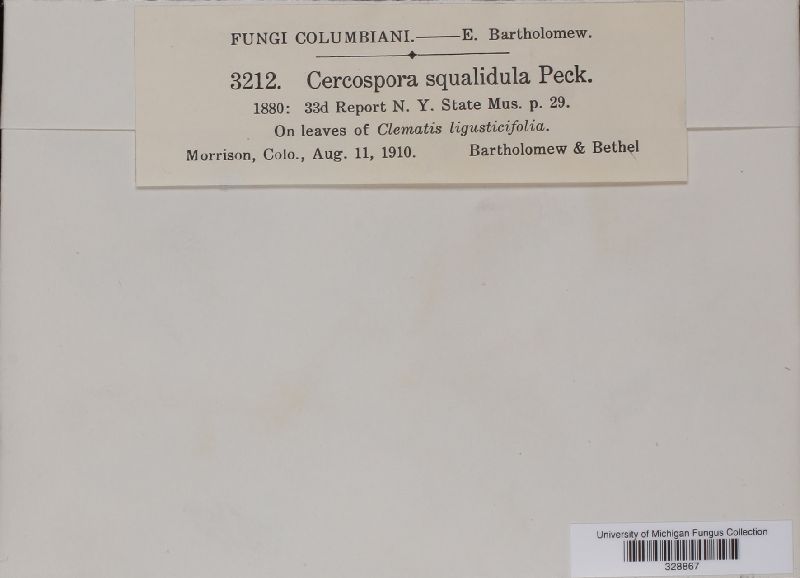 FUNGI COLUMBIANI.——E. Bartholomew.
3212. Cercospora squalidula Peck.
1880: 33d Report N. Y. State Mus. p. 29.
On leaves of Clematis ligusticifolia.
Morrison, Colo., Aug. 11, 1910. Bartholomew & Bethel
University of Michigan Fungus Collection
328867